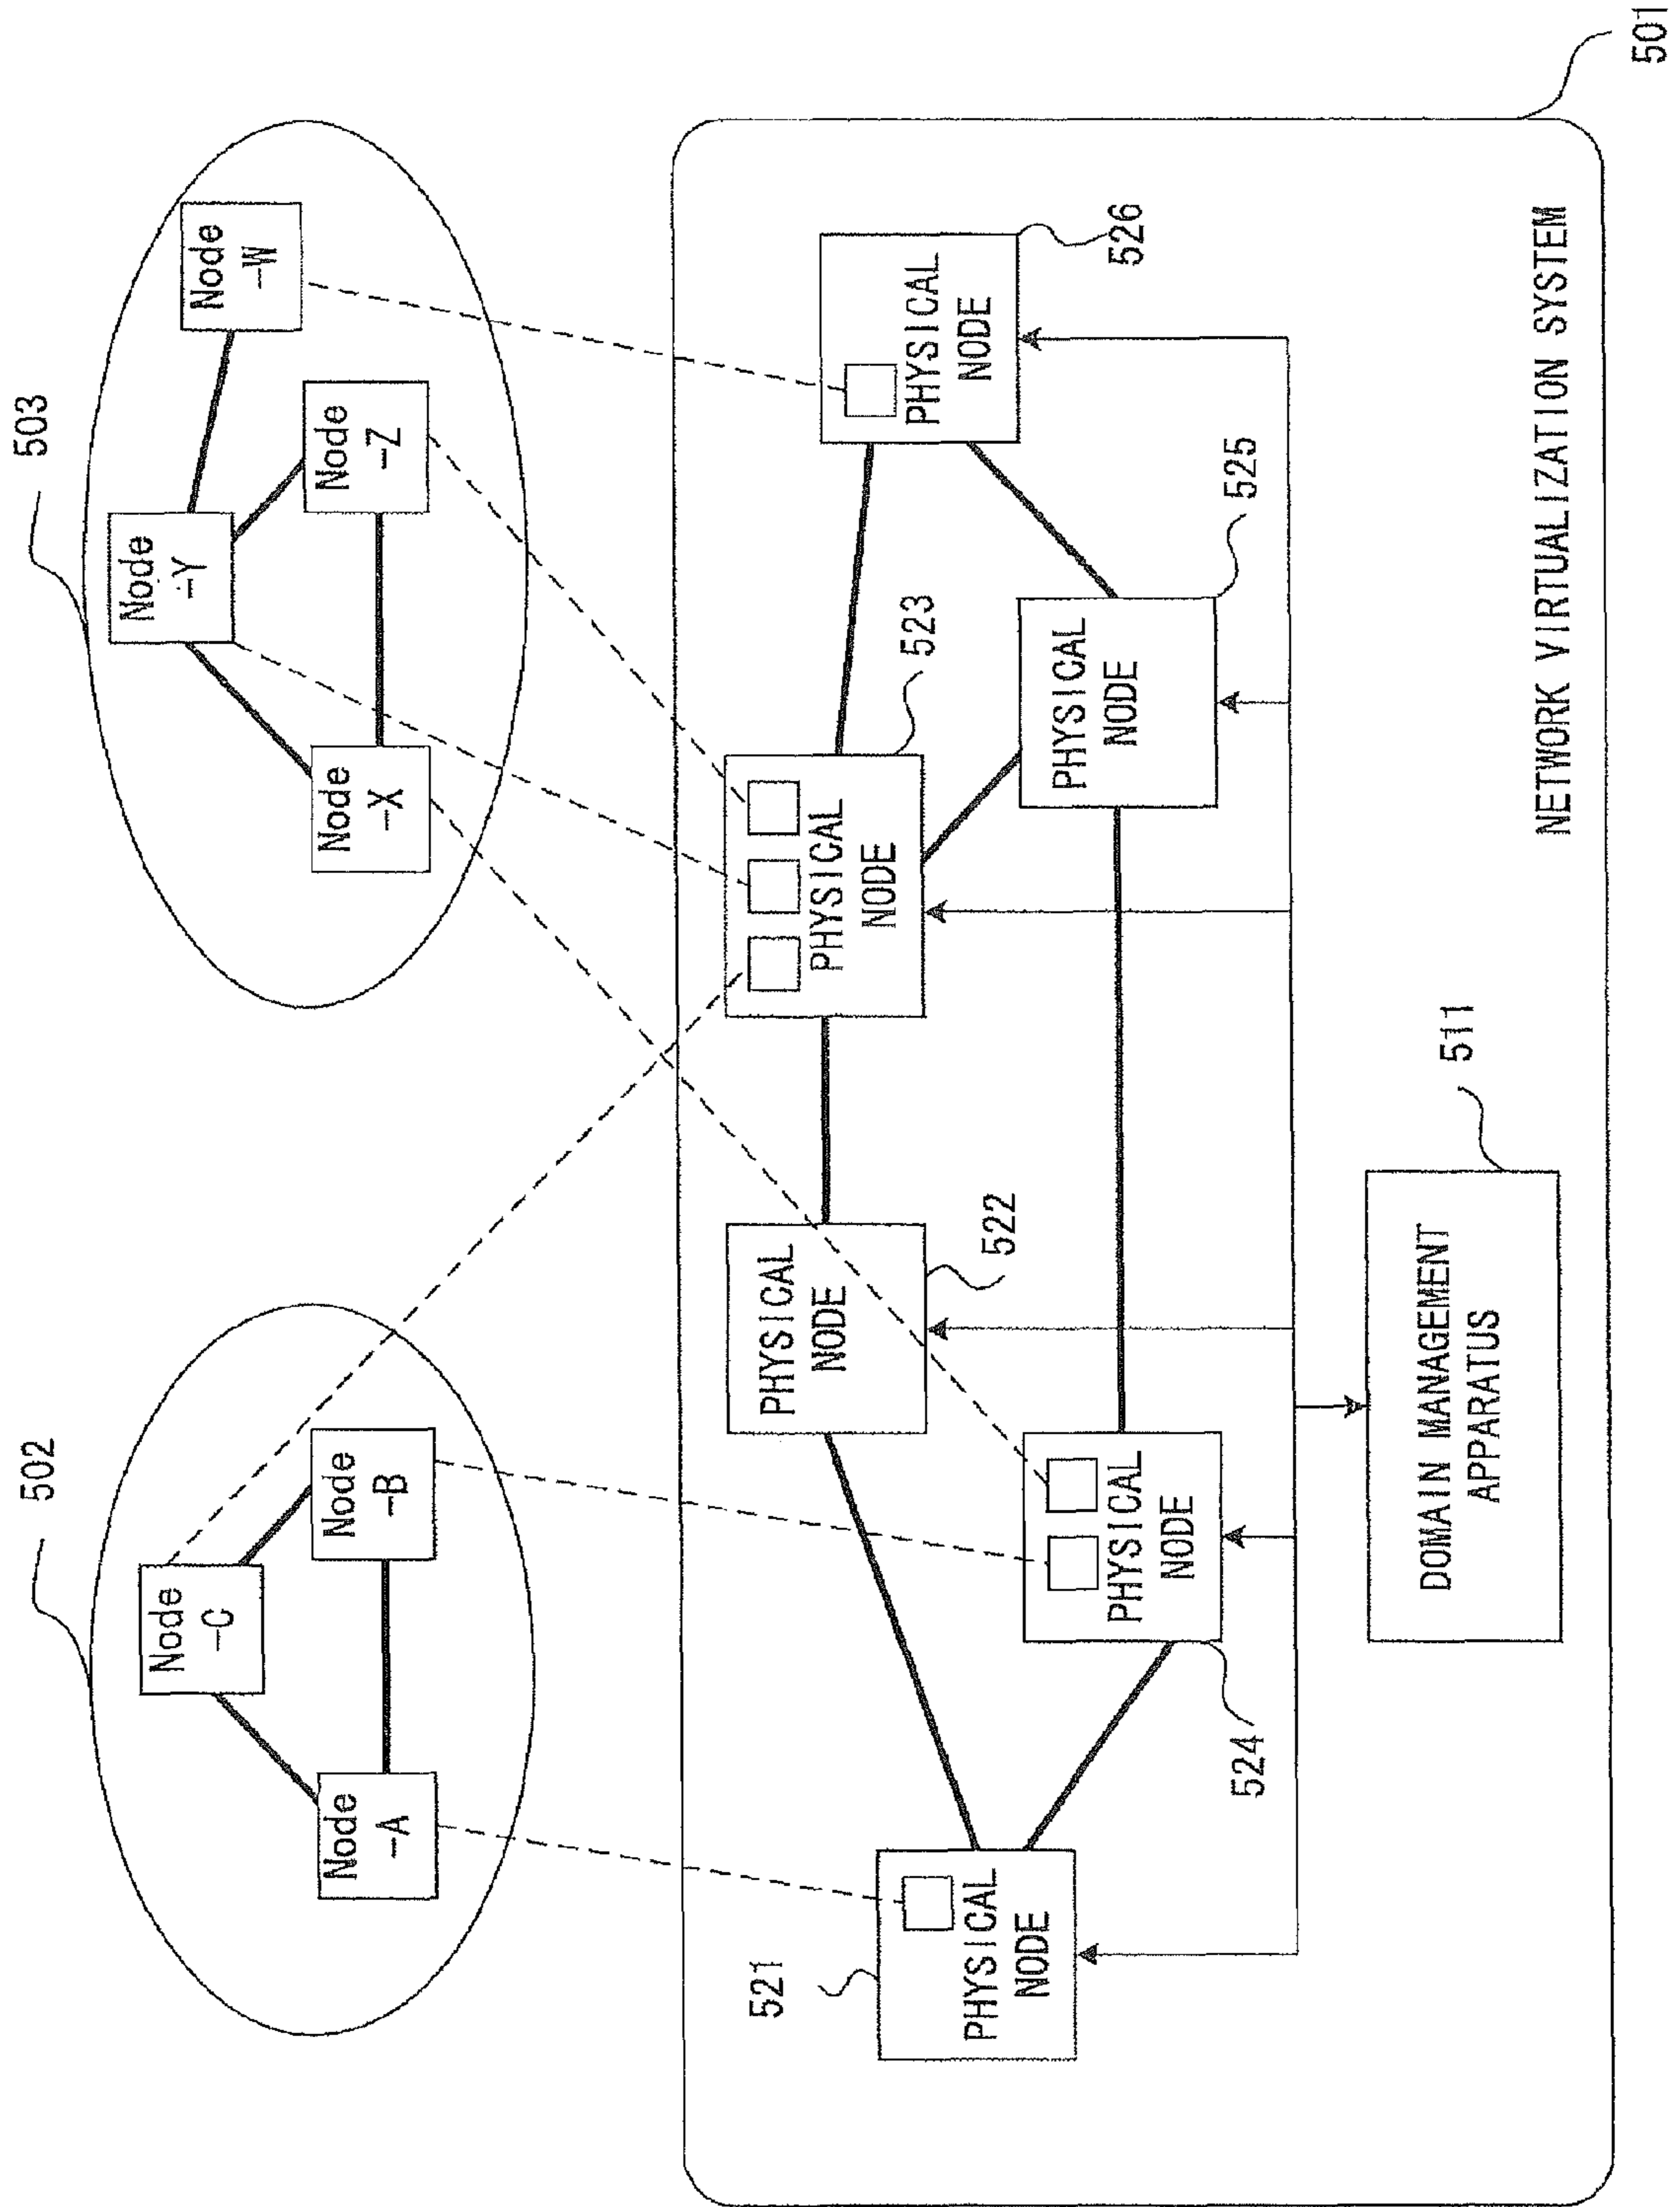 502
503
Node
-C
Node
-A
Node
-B
Node
-Y
Node
-X
Node
-Z
Node
-W
521
PHYSICAL
NODE
PHYSICAL
NODE
522
PHYSICAL
NODE
523
PHYSICAL
NODE
526
524
PHYSICAL
NODE
PHYSICAL
NODE
525
DOMAIN MANAGEMENT
APPARATUS
511
NETWORK VIRTUALIZATION SYSTEM
501